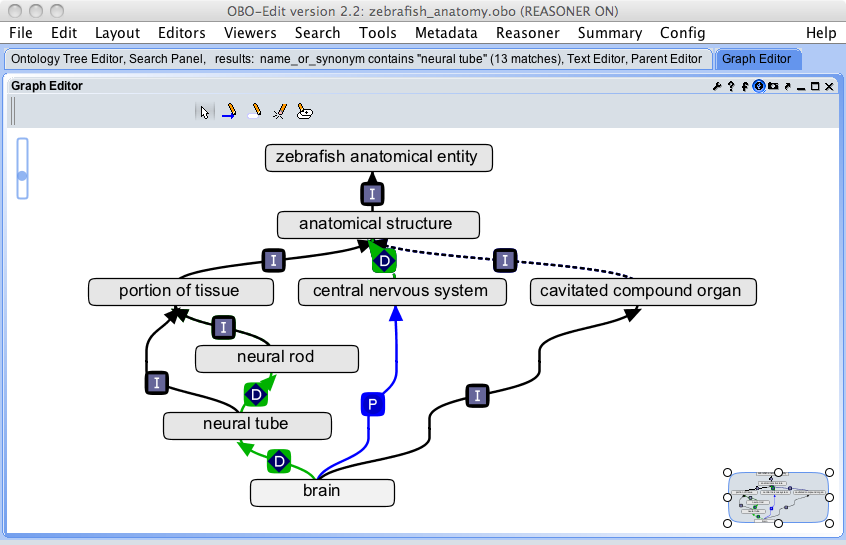 OBO-Edit version 2.2: zebrafish_anatomy.obo (REASONER ON)
File Edit Layout Editors Viewers Search Tools Metadata Reasoner Summary Config Help
Ontology Tree Editor, Search Panel, results: name_or_synonym contains "neural tube" (13 matches), Text Editor, Parent Editor Graph Editor
Graph Editor
zebrafish anatomical entity
I
anatomical structure
I D I
portion of tissue central nervous system cavitated compound organ
I
neural rod
I D I
P
neural tube
D
brain